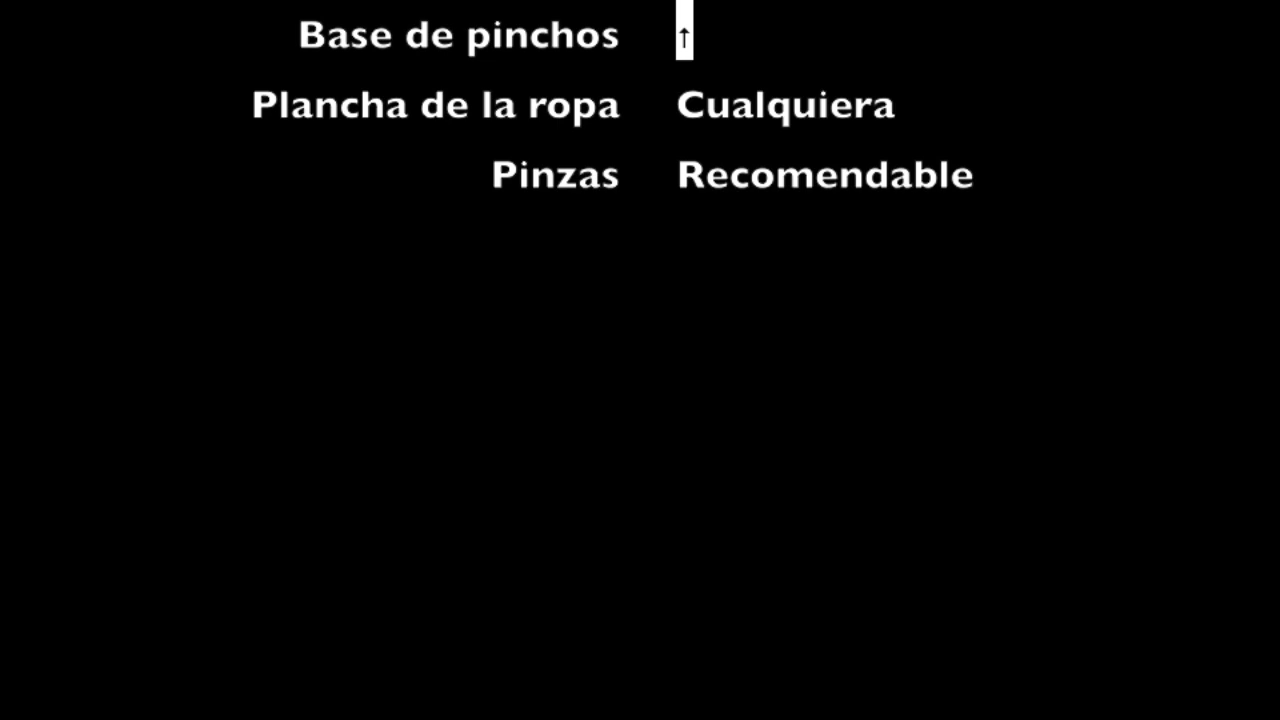 Base de pinchos ↑
Plancha de la ropa Cualquiera
Pinzas Recomendable